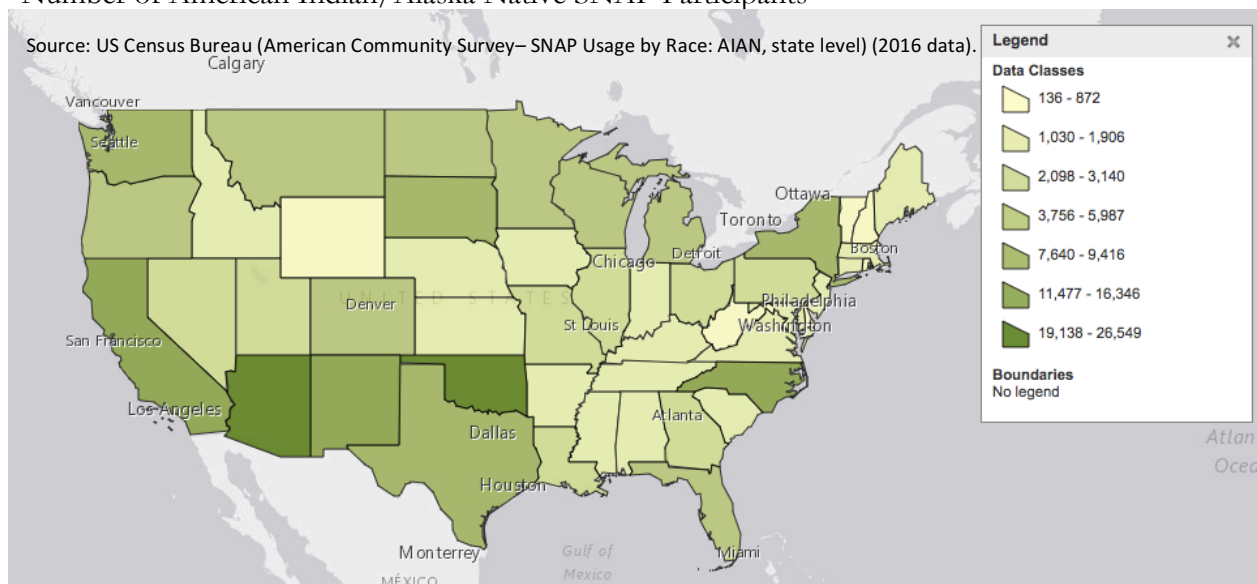 Number of American Indian/Alaska Native SNAP Participants
Source: US Census Bureau (American Community Survey– SNAP Usage by Race: AIAN, state level) (2016 data).
Calgary
Vancouver
Seattle
Ottawa
Toronto
Boston
Detroit
Chicago
UNITED STATES
Denver
Philadelphia
St Louis
Washington
San Francisco
Los Angeles
Atlanta
Dallas
Houston
Monterrey
Gulf of
Mexico
Miami
MÉXICO
Atlan
Ocea
Legend
Data Classes
136 - 872
1,030 - 1,906
2,098 - 3,140
3,756 - 5,987
7,640 - 9,416
11,477 - 16,346
19,138 - 26,549
Boundaries
No legend